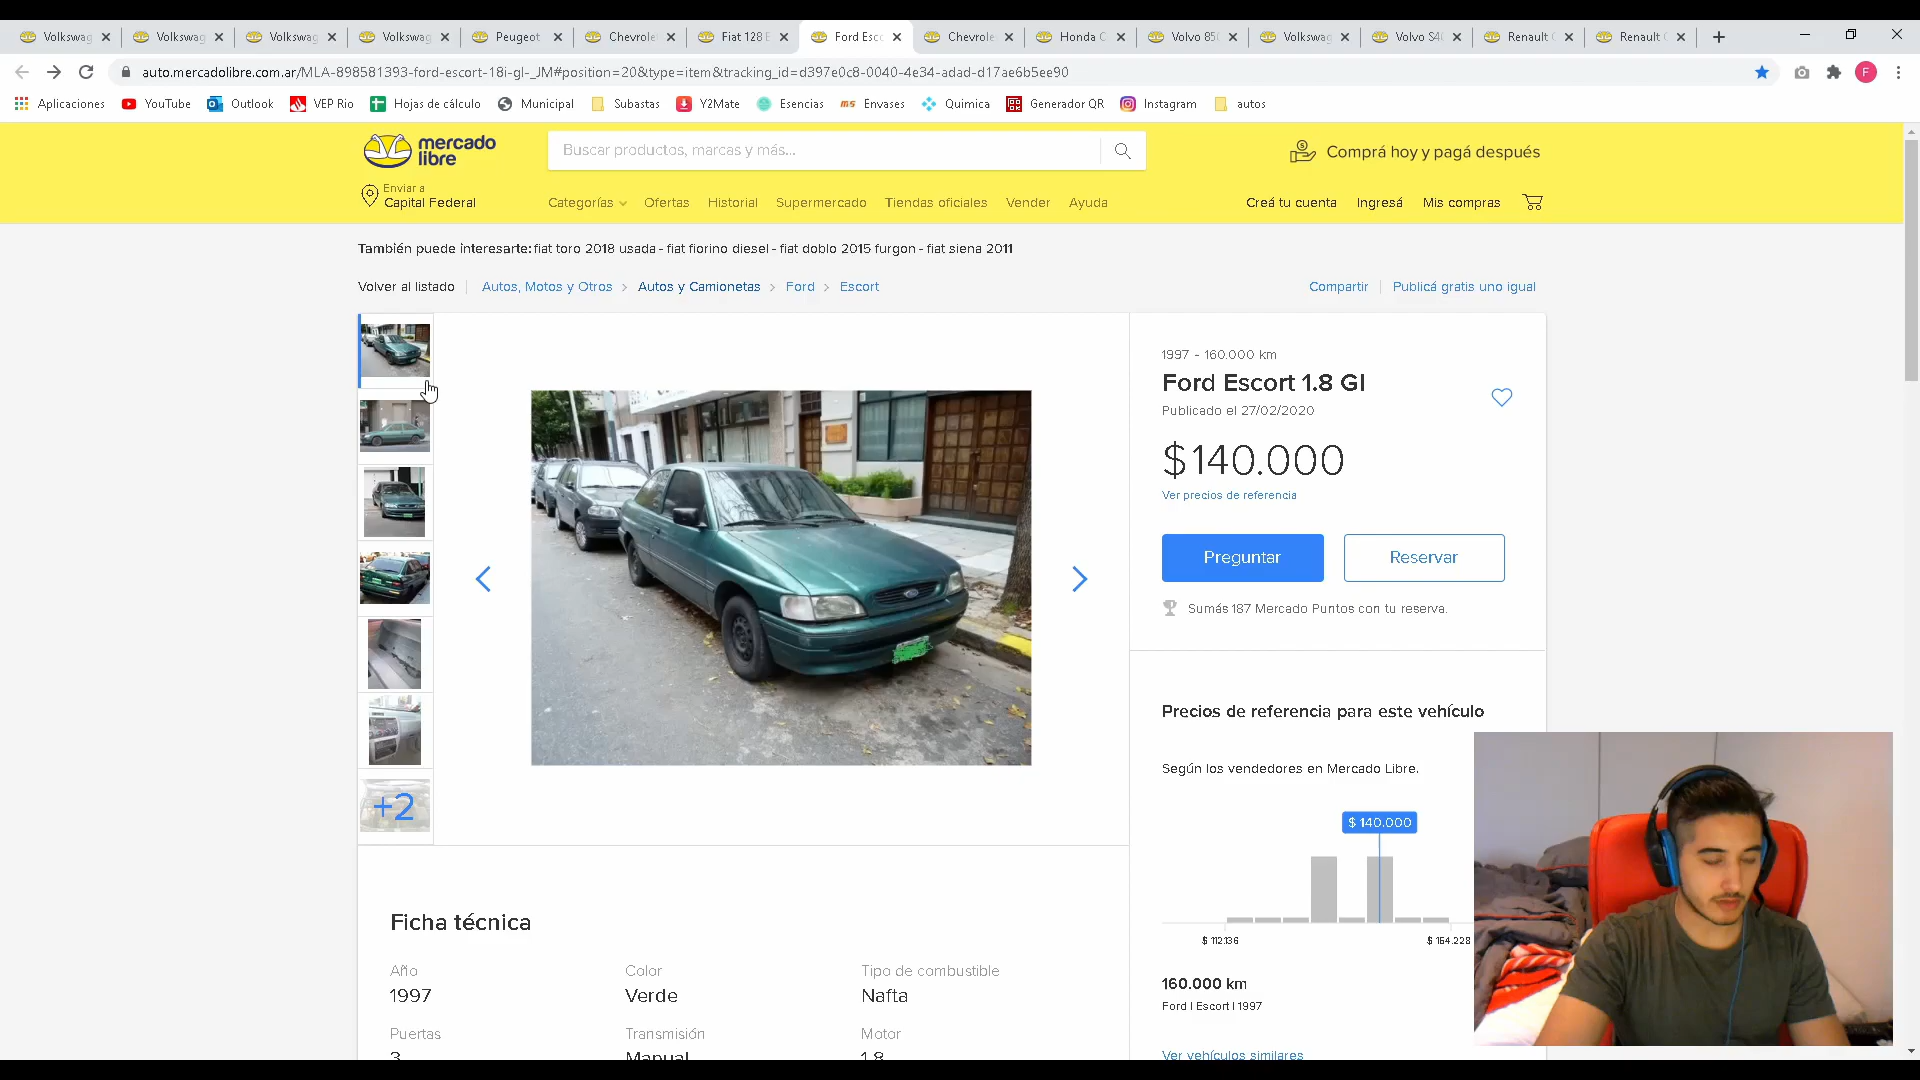 Volkswag
Volkswag
Volkswag
Volkswag
Peugeot
Chevrole
Fiat 128 E
Ford Esco
Chevrole
Honda C
Volvo 850
Volkswag
Volvo S40
Renault
Renault
auto.mercadolibre.com.ar/MLA-898581393-ford-escort-18i-gl-_JM#position=20&type=item&tracking_id=d397e0c8-0040-4e34-adad-d17ae6b5ee90
F
Aplicaciones
YouTube
Outlook
VEP Rio
Hojas de cálculo
Municipal
Subastas
Y2Mate
Esencias
Envases
Quimica
Generador QR
Instagram
autos
mercado
libre
Buscar productos, marcas y más...
Comprá hoy y pagá después
Enviar a
Capital Federal
Categorías
Ofertas
Historial
Supermercado
Tiendas oficiales
Vender
Ayuda
Creá tu cuenta
Ingresá
Mis compras
También puede interesarte: fiat toro 2018 usada - fiat fiorino diesel - fiat doblo 2015 furgon - fiat siena 2011
Volver al listado
Autos, Motos y Otros > Autos y Camionetas > Ford > Escort
Compartir
Publicá gratis uno igual
+2
1997 - 160.000 km
Ford Escort 1.8 Gl
Publicado el 27/02/2020
$ 140.000
Ver precios de referencia
Preguntar
Reservar
Sumás 187 Mercado Puntos con tu reserva.
Precios de referencia para este vehículo
Según los vendedores en Mercado Libre.
$ 140.000
$ 112.136
$ 164.228
160.000 km
Ford | Escort | 1997
Ver vehículos similares
Ficha técnica
Año
1997
Color
Verde
Tipo de combustible
Nafta
Puertas
3
Transmisión
Manual
Motor
1.8